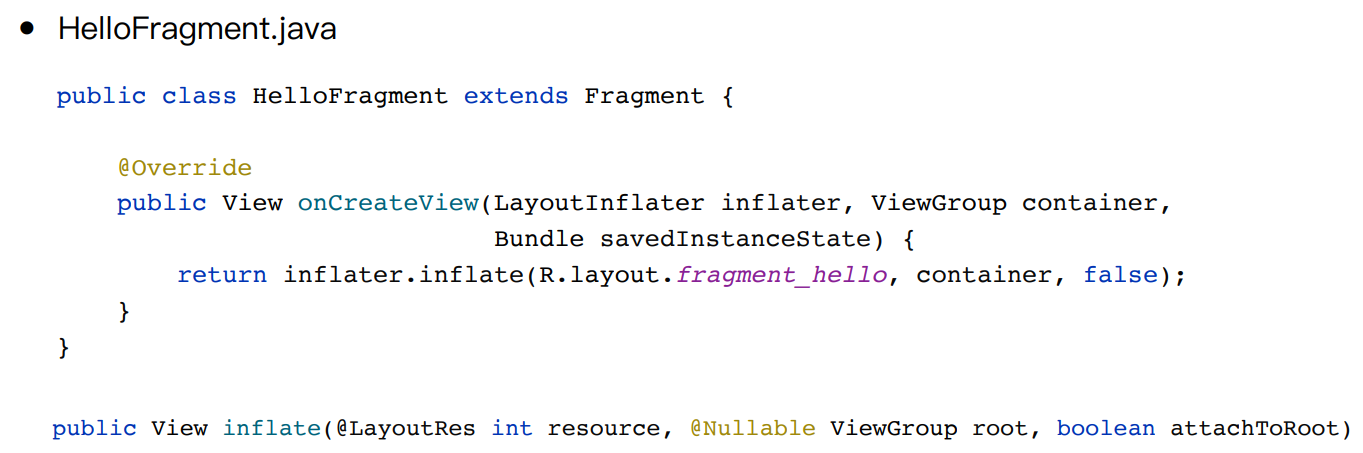 • HelloFragment.java
public class HelloFragment extends Fragment {
@Override
public View onCreateView(LayoutInflater inflater, ViewGroup container,
Bundle savedInstanceState) {
return inflater.inflate(R.layout.fragment_hello, container, false);
}
}
public View inflate(@LayoutRes int resource, @Nullable ViewGroup root, boolean attachToRoot)